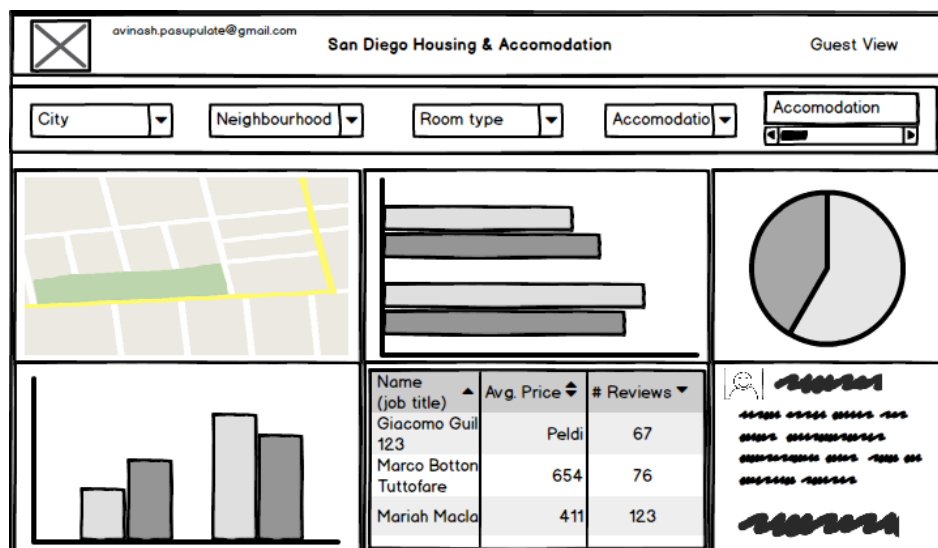 avinash.pasupulate@gmail.com
San Diego Housing & Accomodation
Guest View
City
Neighbourhood
Room type
Accomodatio
Accomodation
Name
(job title)
Avg. Price
# Reviews
Giacomo Guil
123
Peldi
67
Marco Botton
Tuttofare
654
76
Mariah Macla
411
123